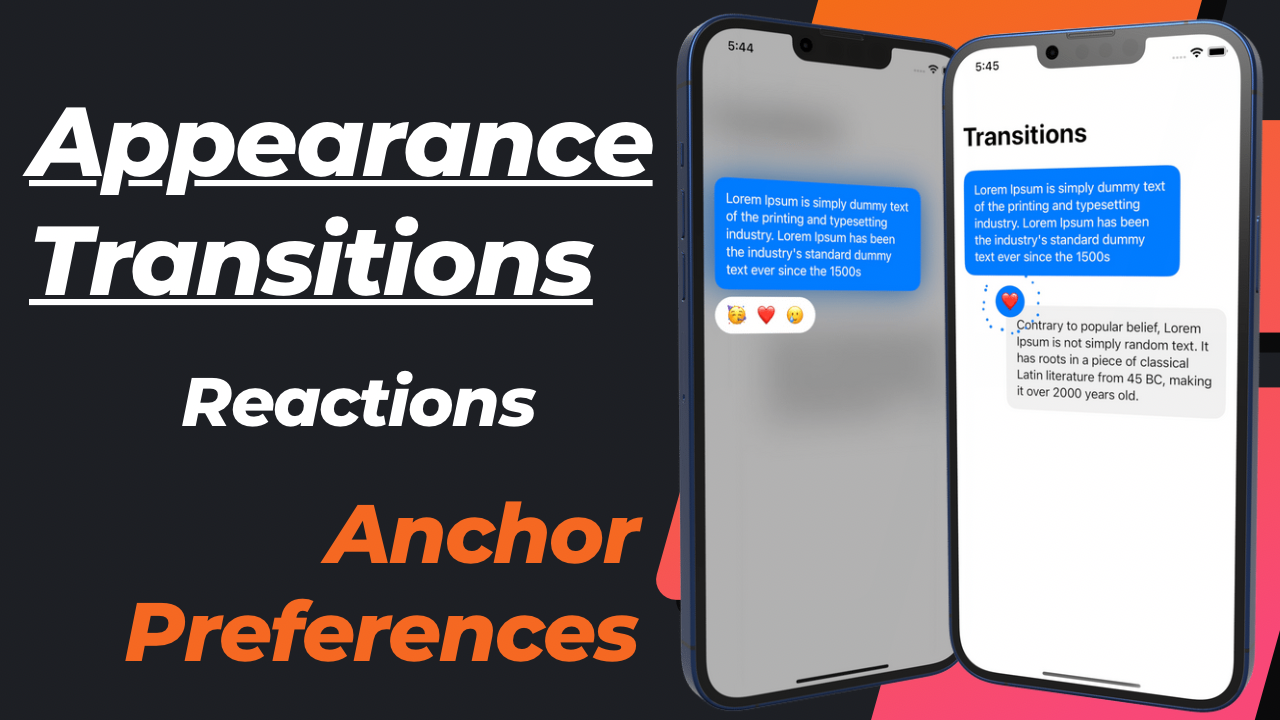 Appearance
Transitions
Reactions
Anchor
Preferences
5:44
Lorem Ipsum is simply dummy text
of the printing and typesetting
industry. Lorem Ipsum has been
the industry's standard dummy
text ever since the 1500s
5:45
Transitions
Lorem Ipsum is simply dummy text
of the printing and typesetting
industry. Lorem Ipsum has been
the industry's standard dummy
text ever since the 1500s
Contrary to popular belief, Lorem
Ipsum is not simply random text. It
has roots in a piece of classical
Latin literature from 45 BC, making
it over 2000 years old.